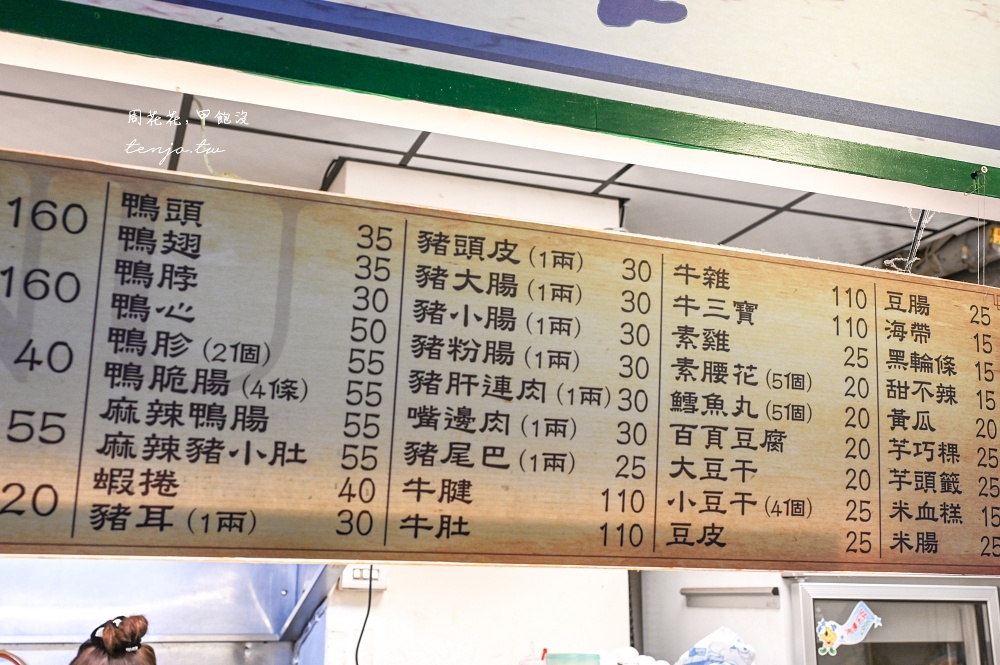 周花花,甲飽沒
tenjo.tw
160
160
40
55
20
鴨頭 35
鴨翅 35
鴨脖 30
鴨心 50
鴨胗(2個) 55
鴨脆腸(4條) 55
麻辣鴨腸 55
麻辣豬小肚 55
蝦捲 40
豬耳(1兩) 30
豬頭皮(1兩) 30
豬大腸(1兩) 30
豬小腸(1兩) 30
豬粉腸(1兩) 30
豬肝連肉(1兩) 30
嘴邊肉(1兩) 30
豬尾巴(1兩) 25
牛腱 110
牛肚 110
牛雜 110
牛三寶 110
素雞 25
素腰花(5個) 20
鱈魚丸(5個) 20
百頁豆腐 20
大豆干 20
小豆干(4個) 25
豆皮 25
豆腸 25
海帶 15
黑輪條 15
甜不辣 15
黃瓜 20
芋巧粿 25
芋頭籤 25
米血糕 15
米腸 25